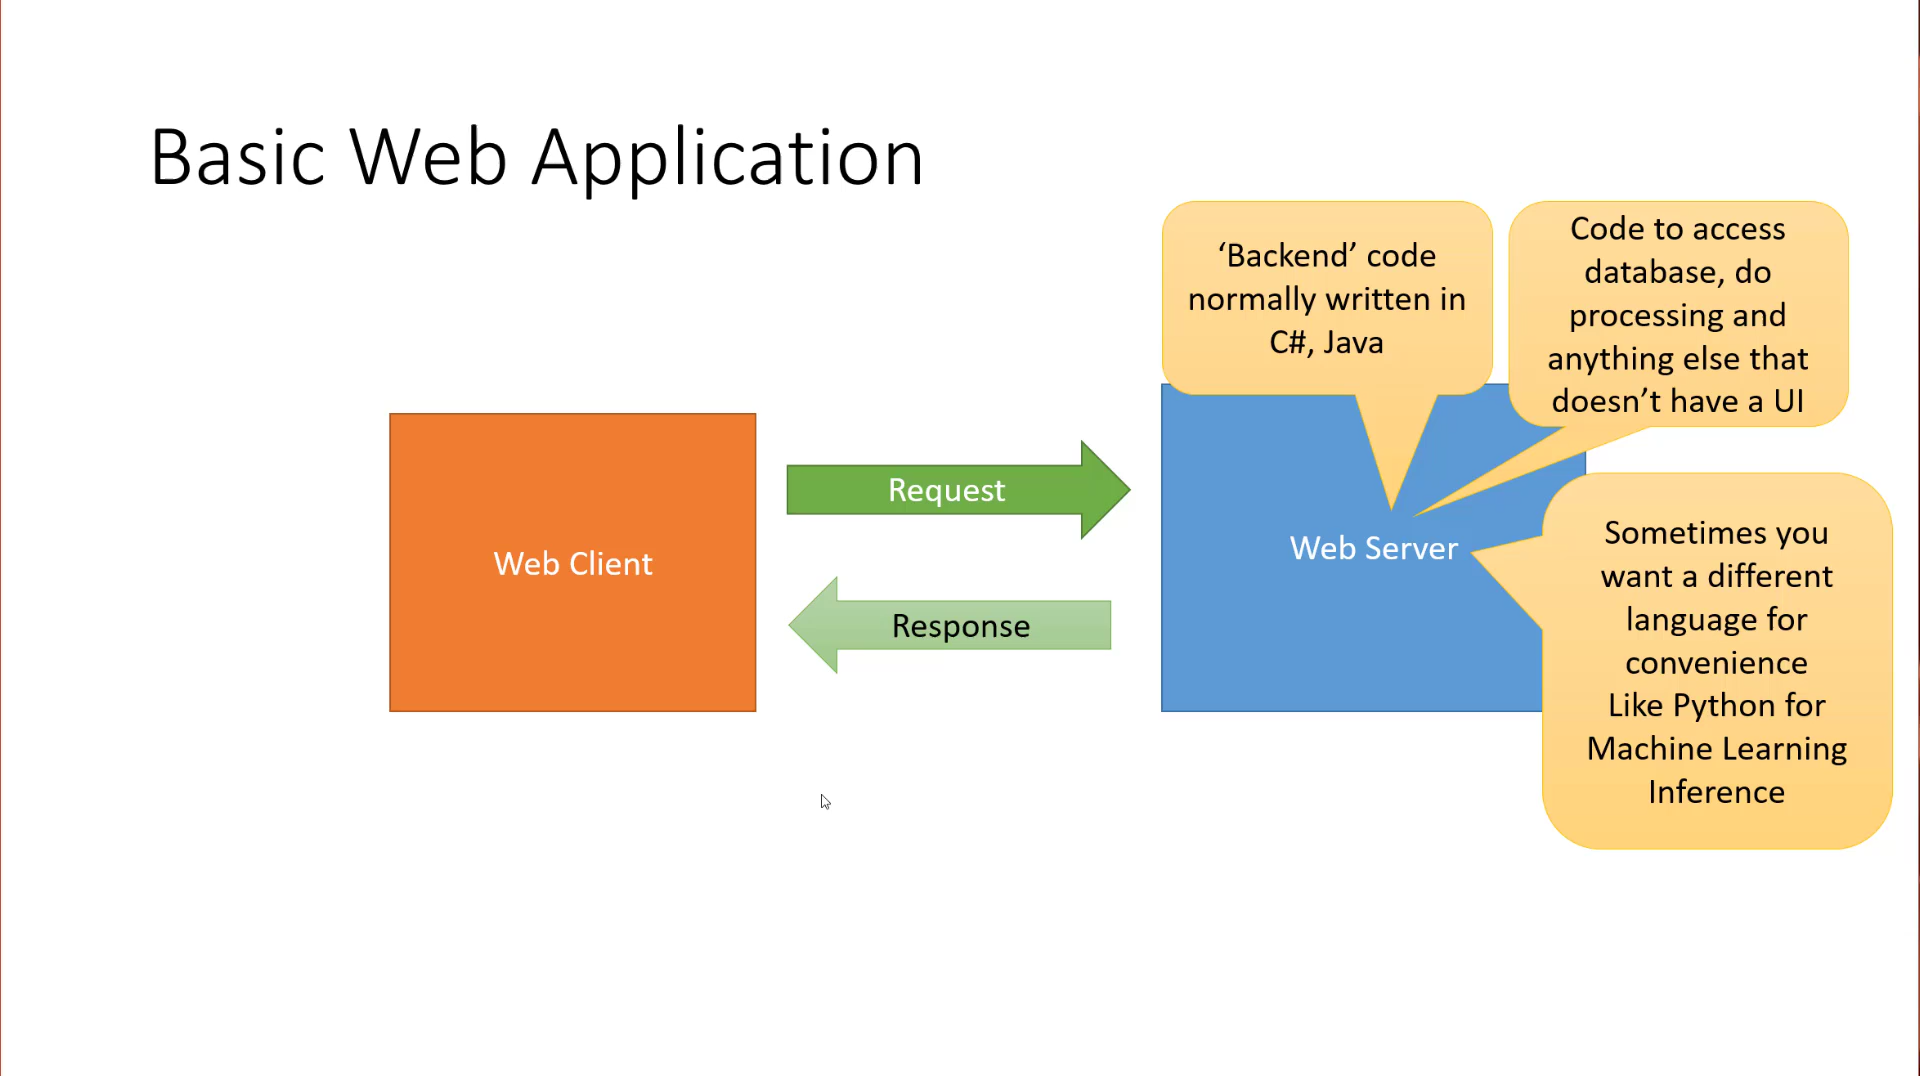 Basic Web Application
‘Backend’ code
normally written in
C#, Java
Code to access
database, do
processing and
anything else that
doesn’t have a UI
Web Client
Request
Response
Web Server
Sometimes you
want a different
language for
convenience
Like Python for
Machine Learning
Inference